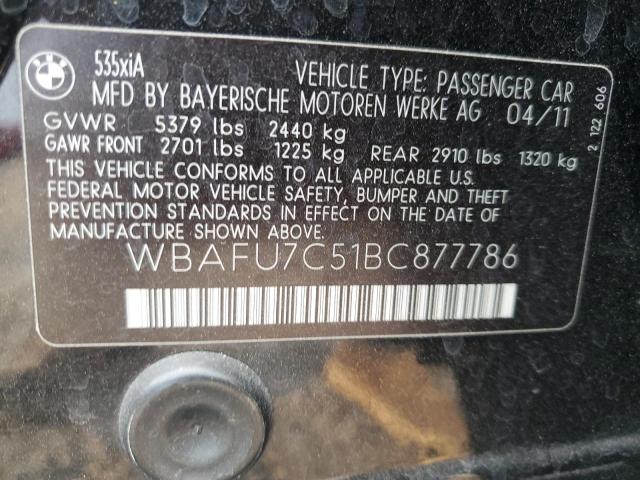 BMW
535xiA
VEHICLE TYPE: PASSENGER CAR
MFD BY BAYERISCHE MOTOREN WERKE AG 04/11
GVWR 5379 lbs 2440 kg
GAWR FRONT 2701 lbs 1225 kg REAR 2910 lbs 1320 kg
THIS VEHICLE CONFORMS TO ALL APPLICABLE U.S.
FEDERAL MOTOR VEHICLE SAFETY, BUMPER AND THEFT
PREVENTION STANDARDS IN EFFECT ON THE DATE OF
MANUFACTURE SHOWN ABOVE
WBAFU7C51BC877786
2 122 606